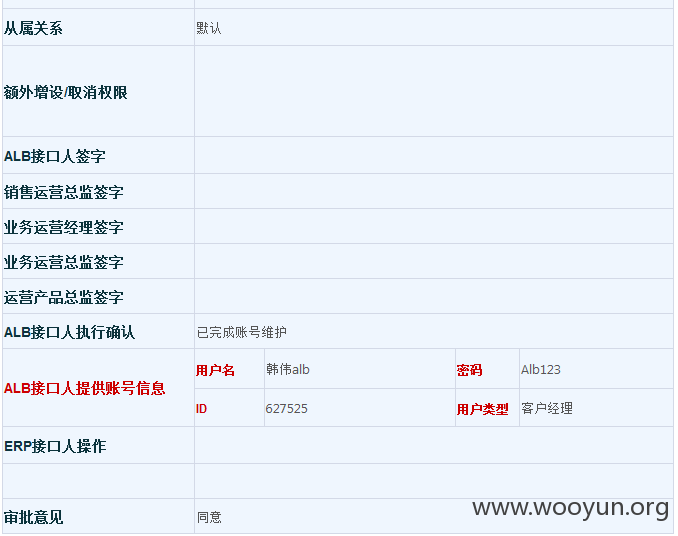 从属关系 默认
额外增设/取消权限
ALB接口人签字
销售运营总监签字
业务运营经理签字
业务运营总监签字
运营产品总监签字
ALB接口人执行确认 已完成账号维护
ALB接口人提供账号信息
用户名 韩伟alb 密码 Alb123
ID 627525 用户类型 客户经理
ERP接口人操作
审批意见 同意
www.wooyun.org